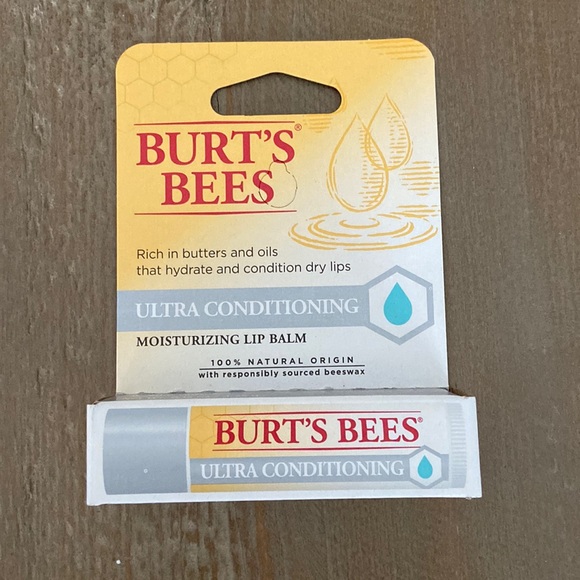 BURT'S®
BEES
Rich in butters and oils
that hydrate and condition dry lips
ULTRA CONDITIONING
MOISTURIZING LIP BALM
100% NATURAL ORIGIN
with responsibly sourced beeswax
BURT'S BEES®
ULTRA CONDITIONING